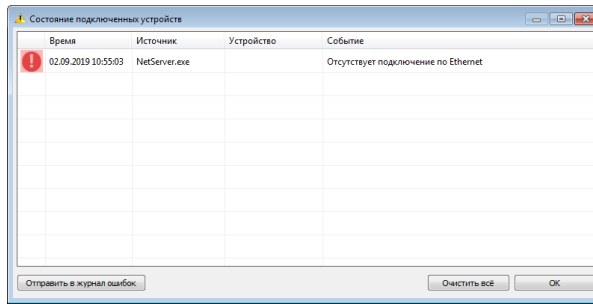 Состояние подключенных устройств
Время Источник Устройство Событие
02.09.2019 10:55:03 NetServer.exe Отсутствует подключение по Ethernet
Отправить в журнал ошибок Очистить всё OK